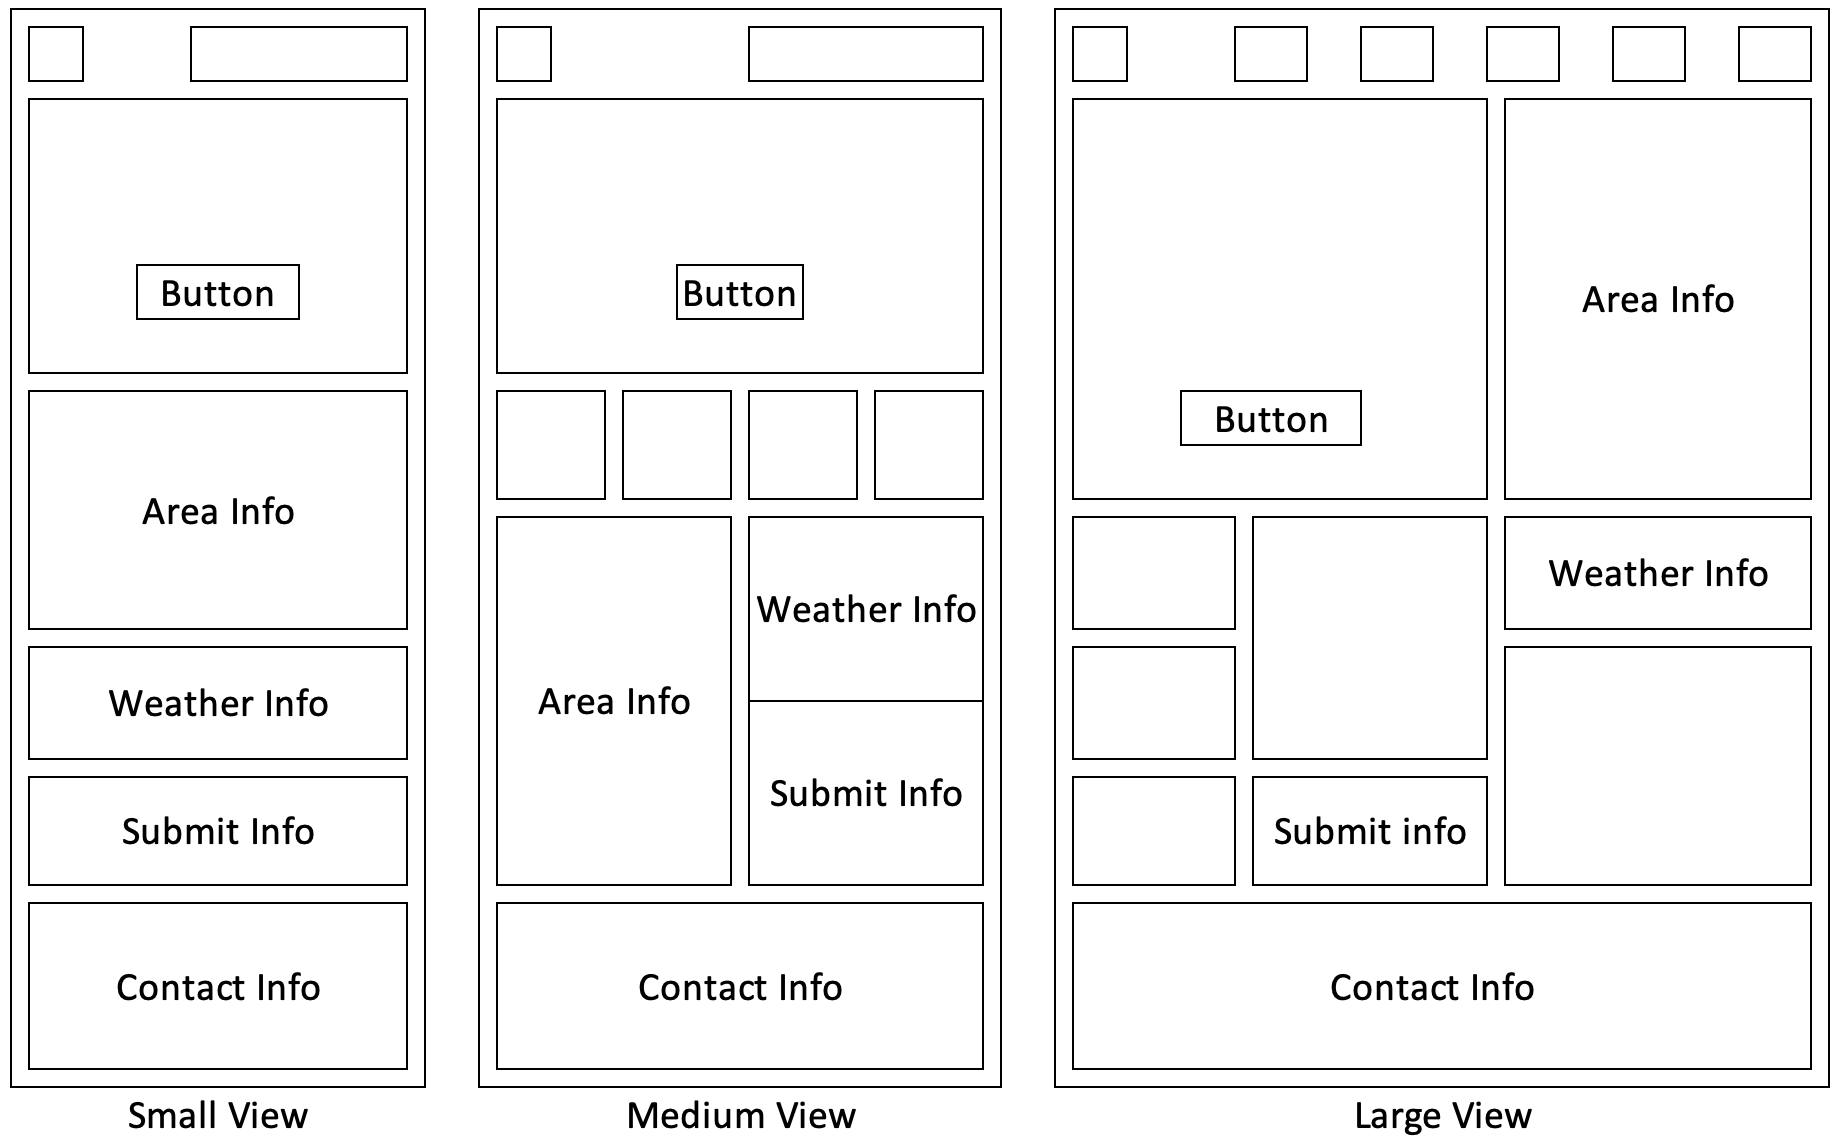 Button
Area Info
Weather Info
Submit Info
Contact Info
Small View
Button
Area Info
Weather Info
Submit Info
Contact Info
Medium View
Button
Area Info
Weather Info
Submit info
Contact Info
Large View